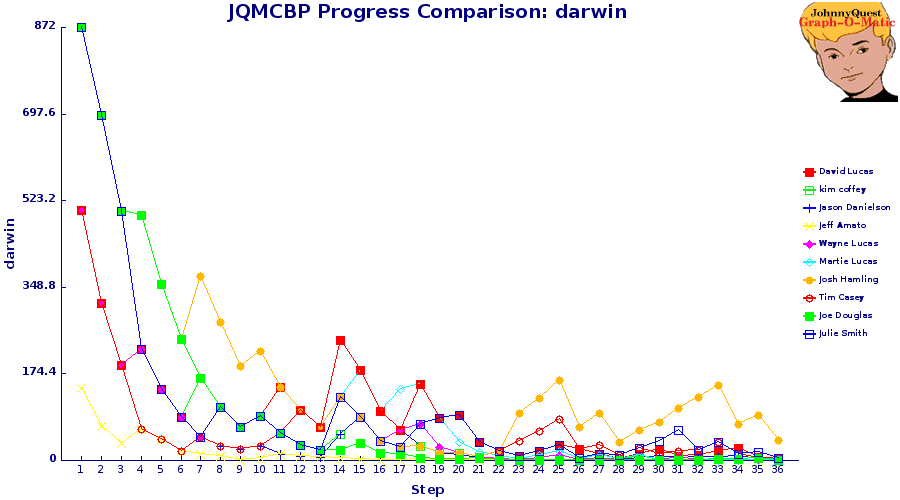 JQMCBP Progress Comparison: darwin
JohnnyQuest
Graph-O-Matic
872
697.6
523.2
348.8
174.4
0
darwin
1 2 3 4 5 6 7 8 9 10 11 12 13 14 15 16 17 18 19 20 21 22 23 24 25 26 27 28 29 30 31 32 33 34 35 36
Step
David Lucas
kim coffey
Jason Danielson
Jeff Amato
Wayne Lucas
Martie Lucas
Josh Hamling
Tim Casey
Joe Douglas
Julie Smith